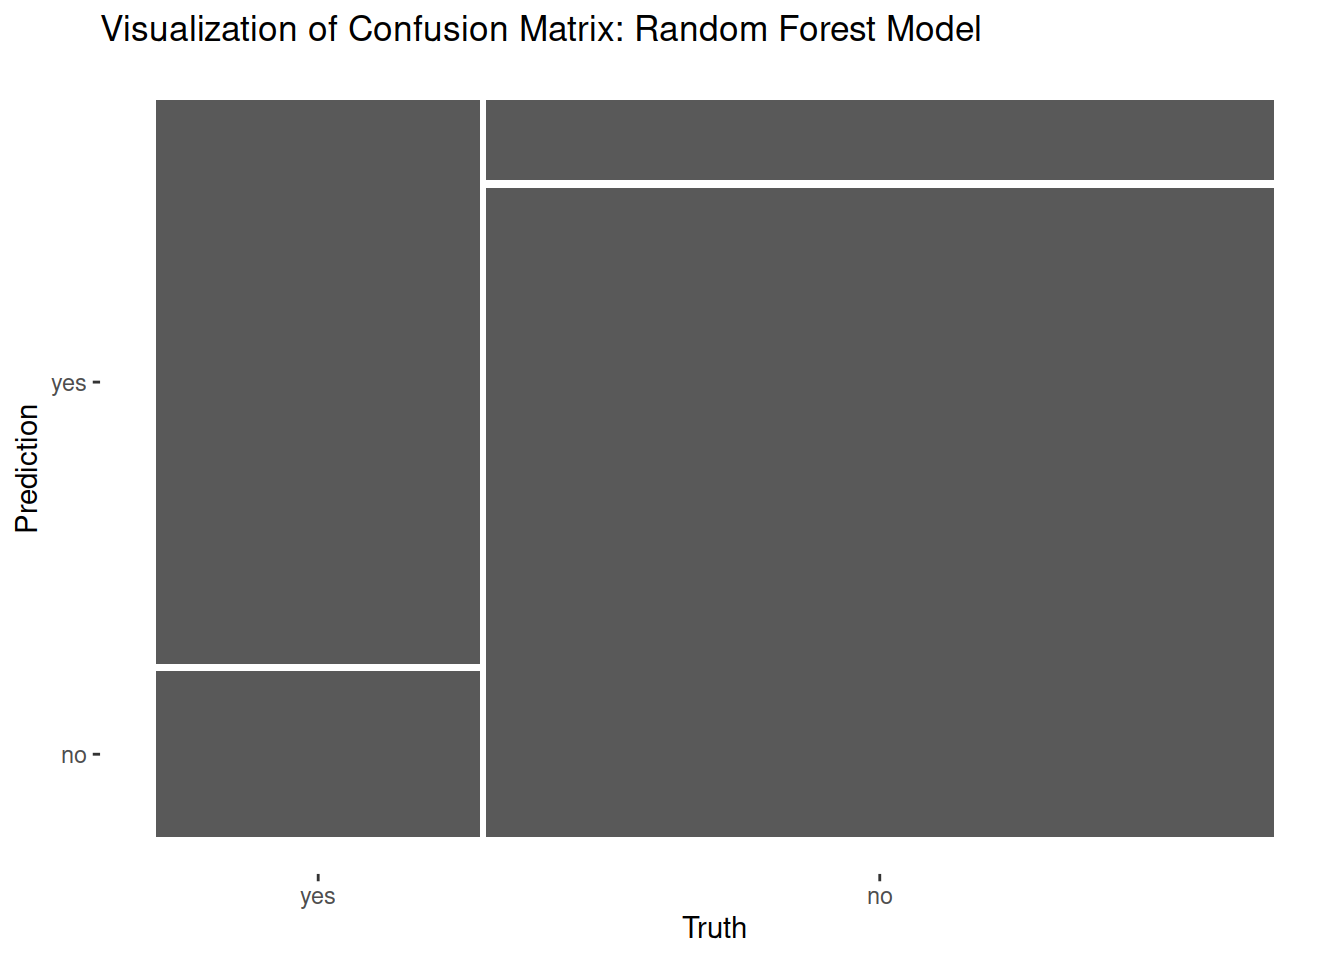 Visualization of Confusion Matrix: Random Forest Model
yes
Prediction
no
yes
no
Truth